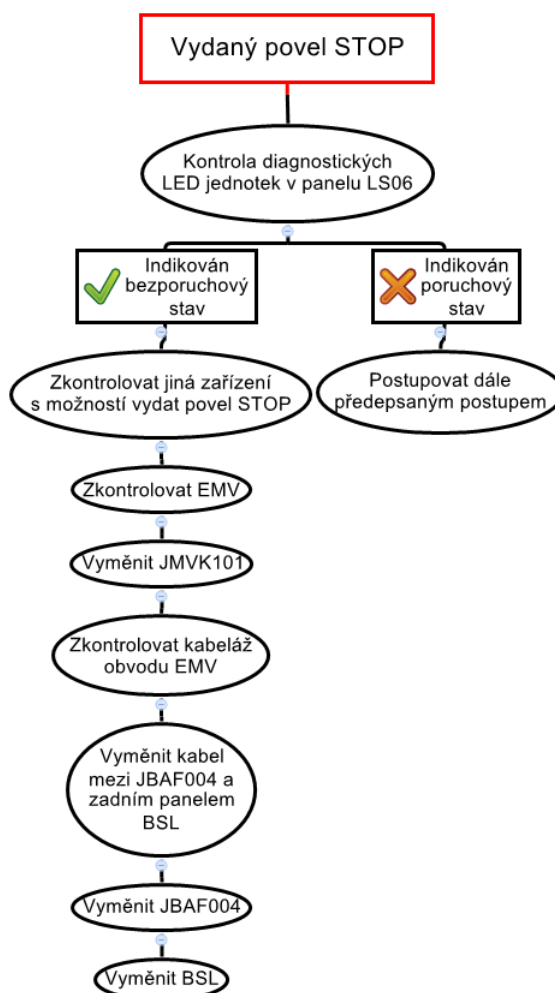 Vydaný povel STOP
Kontrola diagnostických
LED jednotek v panelu LS06
Indikován
bezporuchový
stav
Indikován
poruchový
stav
Zkontrolovat jiná zařízení
s možností vydat povel STOP
Postupovat dále
předepsaným postupem
Zkontrolovat EMV
Vyměnit JMVK101
Zkontrolovat kabeláž
obvodu EMV
Vyměnit kabel
mezi JBAF004 a
zadním panelem
BSL
Vyměnit JBAF004
Vyměnit BSL